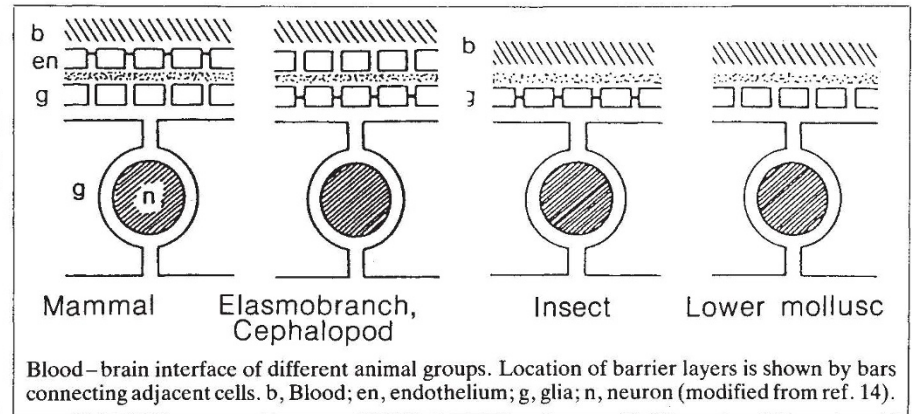 b
en
g
g
n
b
g
Mammal
Elasmobranch,
Cephalopod
Insect
Lower mollusc
Blood–brain interface of different animal groups. Location of barrier layers is shown by bars
connecting adjacent cells. b, Blood; en, endothelium; g, glia; n, neuron (modified from ref. 14).